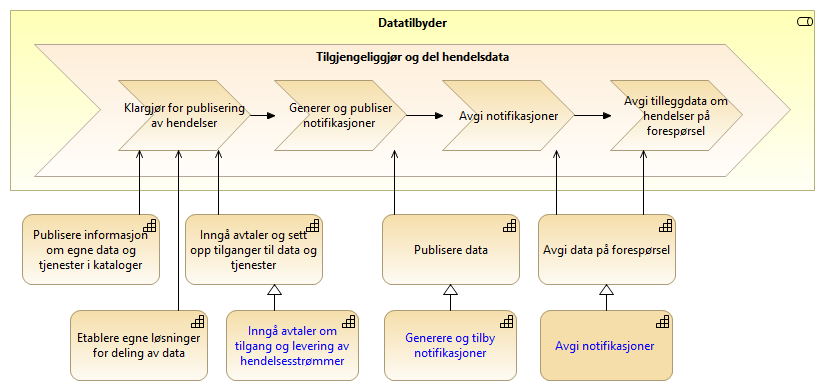 Datatilbyder
Tilgjengeliggjør og del hendelsdata
Klargjør for publisering
av hendelser
Generer og publiser
notifikasjoner
Avgi notifikasjoner
Avgi tilleggdata om
hendelser på
forespørsel
Publisere informasjon
om egne data og
tjenester i kataloger
Inngå avtaler og sett
opp tilganger til data og
tjenester
Publisere data
Avgi data på forespørsel
Etablere egne løsninger
for deling av data
Inngå avtaler om
tilgang og levering av
hendelsesstrømmer
Generere og tilby
notifikasjoner
Avgi notifikasjoner